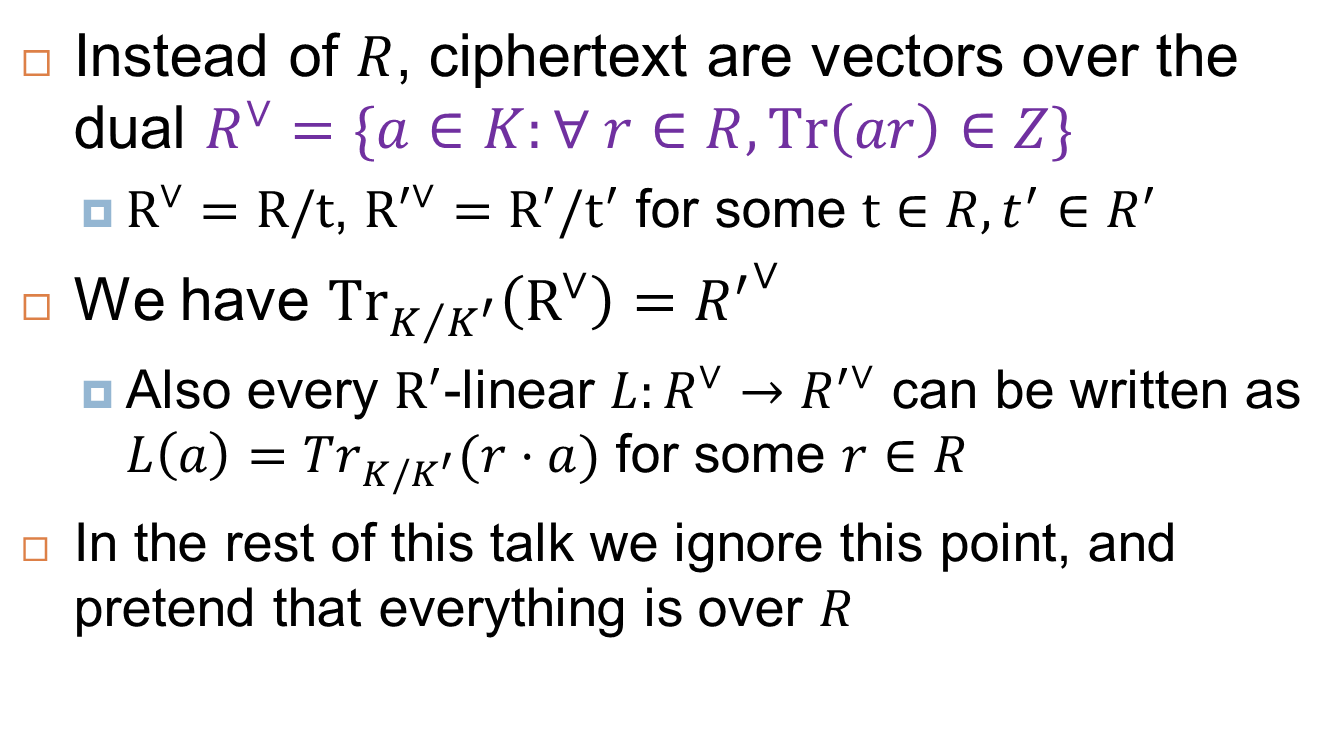 Instead of R, ciphertext are vectors over the
dual R^∨ = {a ∈ K: ∀ r ∈ R, Tr(ar) ∈ Z}
R^∨ = R/t, R′^∨ = R′/t′ for some t ∈ R, t′ ∈ R′
We have Tr_{K/K′}(R^∨) = R′^∨
Also every R′-linear L: R^∨ → R′^∨ can be written as
L(a) = Tr_{K/K′}(r · a) for some r ∈ R
In the rest of this talk we ignore this point, and
pretend that everything is over R